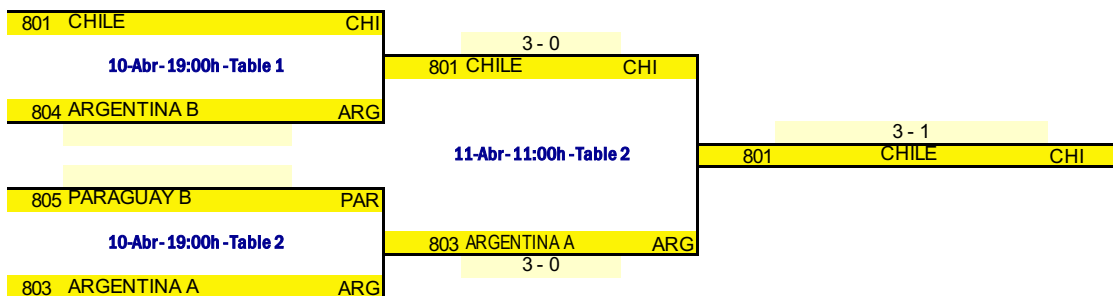 801 CHILE CHI
10-Abr-19:00h-Table 1
804 ARGENTINA B ARG
805 PARAGUAY B PAR
10-Abr-19:00h-Table 2
803 ARGENTINA A ARG
3 - 0
801 CHILE CHI
11-Abr-11:00h-Table 2
803 ARGENTINA A ARG
3 - 0
3 - 1
801 CHILE CHI